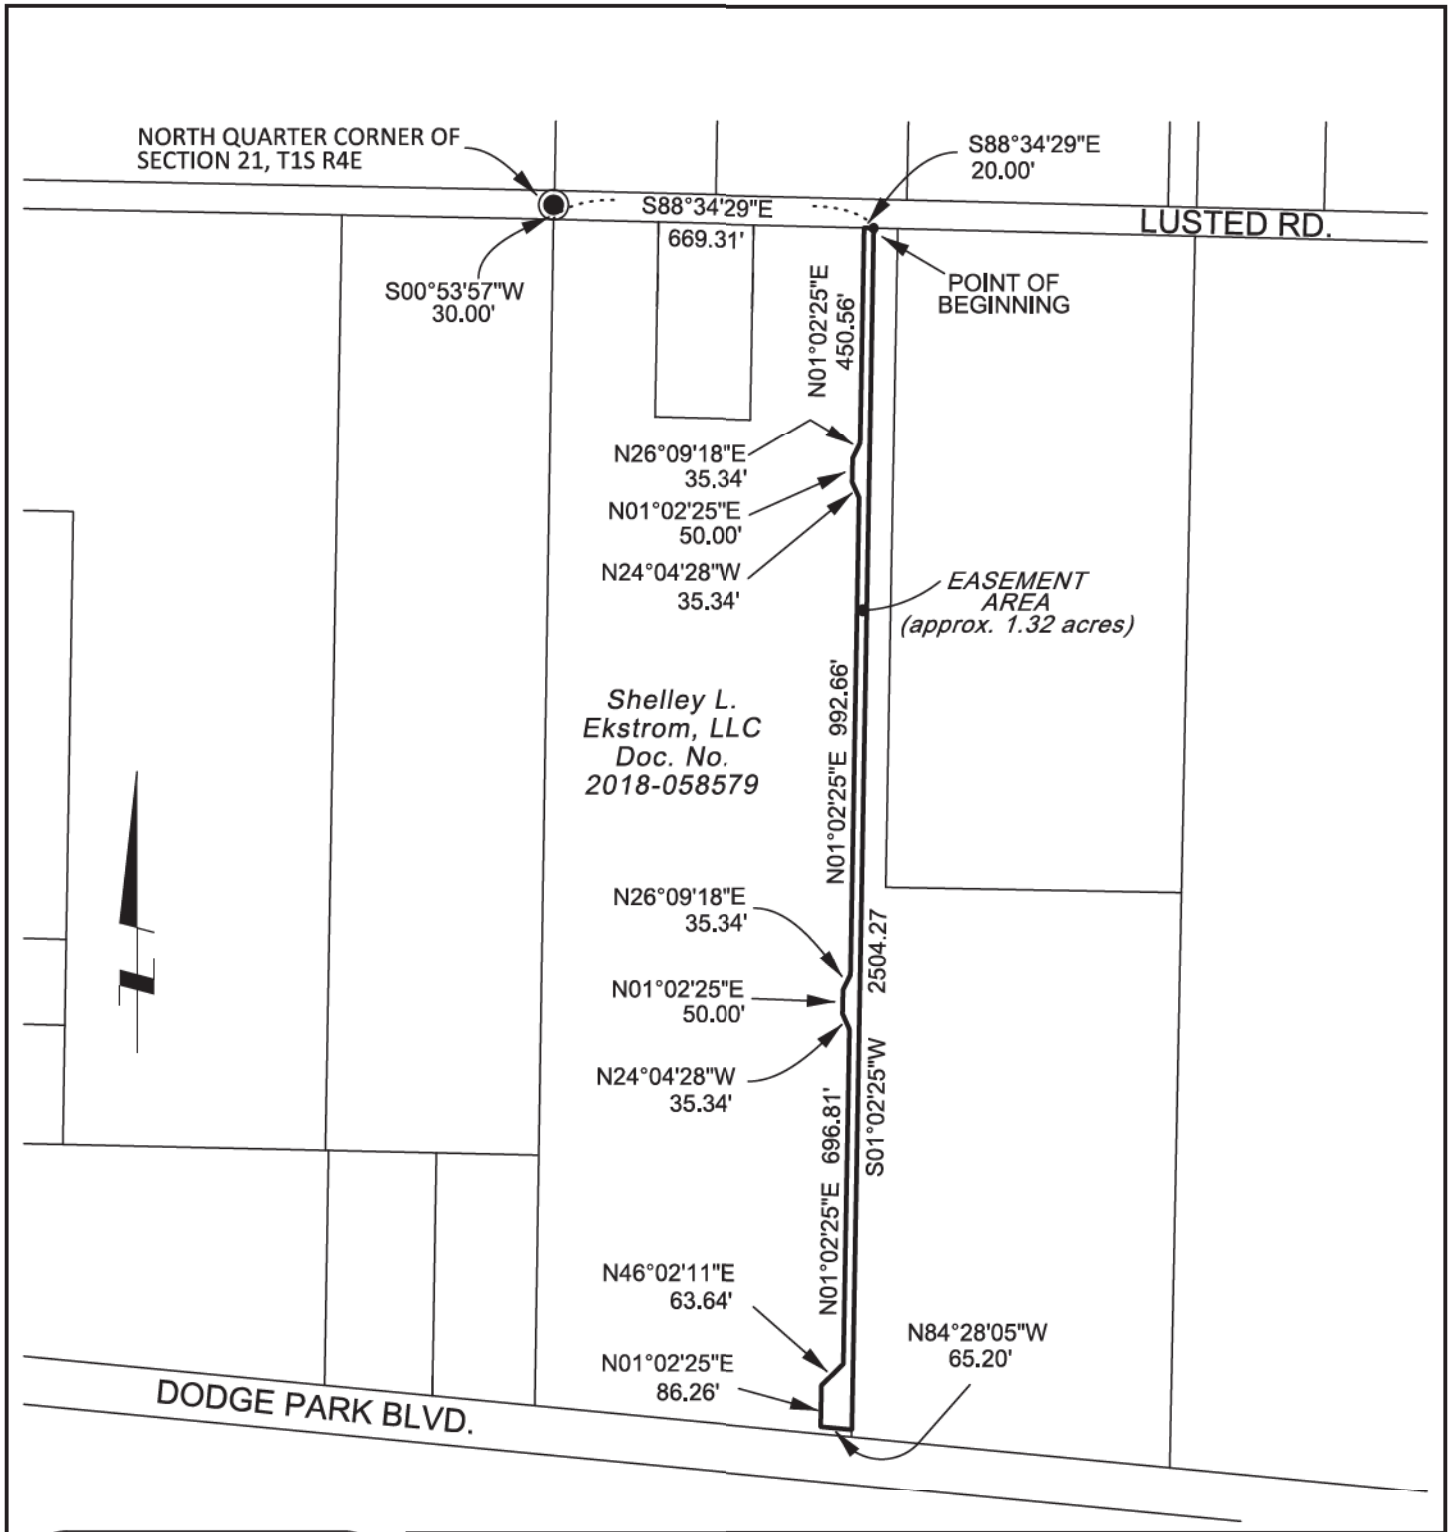 NORTH QUARTER CORNER OF
SECTION 21, T1S R4E
S88°34'29"E
20.00'
S88°34'29"E
669.31'
LUSTED RD.
S00°53'57"W
30.00'
POINT OF
BEGINNING
N01°02'25"E
450.56'
N26°09'18"E
35.34'
N01°02'25"E
50.00'
N24°04'28"W
35.34'
EASEMENT
AREA
(approx. 1.32 acres)
Shelley L.
Ekstrom, LLC
Doc. No.
2018-058579
N01°02'25"E 992.66'
N26°09'18"E
35.34'
N01°02'25"E
50.00'
N24°04'28"W
35.34'
S01°02'25"W 2504.27
N01°02'25"E 696.81'
N46°02'11"E
63.64'
N01°02'25"E
86.26'
N84°28'05"W
65.20'
DODGE PARK BLVD.
Z